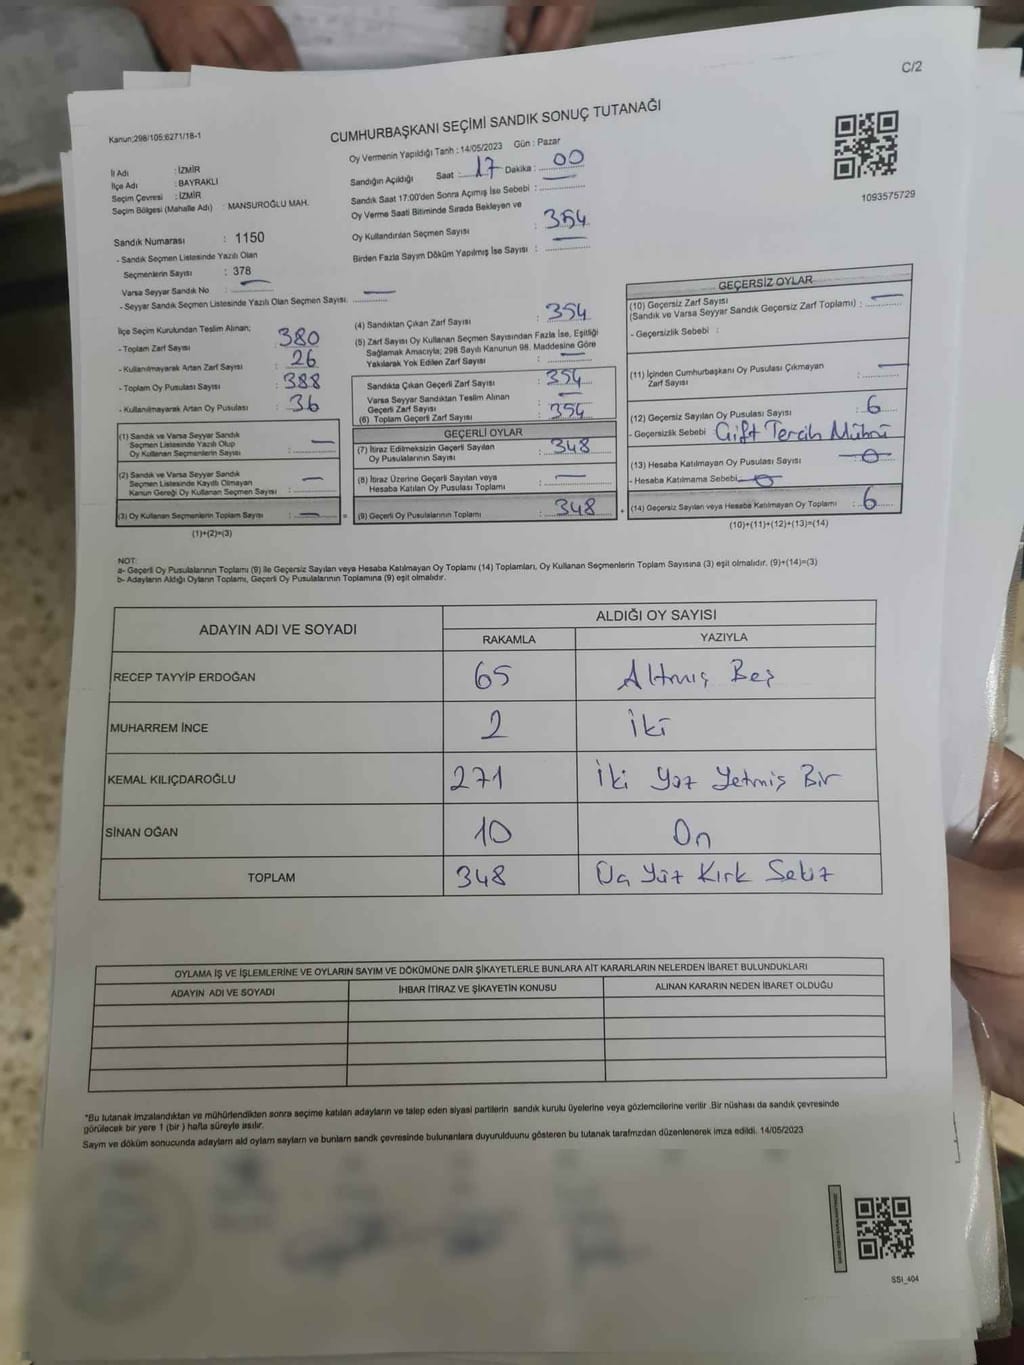 C/2
Kanun:298/105;6271/18-1
CUMHURBAŞKANI SEÇİMİ SANDIK SONUÇ TUTANAĞI
Oy Vermenin Yapıldığı Tarih : 14/05/2023 Gün : Pazar
Sandığın Açıldığı Saat : 17 Dakika : 00
Sandık Saat 17:00'den Sonra Açımış İse Sebebi :
Oy Verme Saati Bitiminde Sırada Bekleyen ve
Oy Kullandırılan Seçmen Sayısı : 354
Birden Fazla Sayım Döküm Yapılmış İse Sayısı :
1093575729
İl Adı : İZMİR
İlçe Adı : BAYRAKLI
Seçim Çevresi : İZMİR
Seçim Bölgesi (Mahalle Adı) : MANSUROĞLU MAH.
Sandık Numarası : 1150
- Sandık Seçmen Listesinde Yazılı Olan
Seçmenlerin Sayısı : 378
Varsa Seyyar Sandık No : —
- Seyyar Sandık Seçmen Listesinde Yazılı Olan Seçmen Sayısı. —
İlçe Seçim Kurulundan Teslim Alınan;
- Toplam Zarf Sayısı : 380
- Kullanılmayarak Artan Zarf Sayısı : 26
- Toplam Oy Pusulası Sayısı : 388
- Kullanılmayarak Artan Oy Pusulası : 36
(1) Sandık ve Varsa Seyyar Sandık
Seçmen Listesinde Yazılı Olup
Oy Kullanan Seçmenlerin Sayısı : —
(2) Sandık ve Varsa Seyyar Sandık
Seçmen Listesinde Kayıtlı Olmayan
Kanun Gereği Oy Kullanan Seçmen Sayısı : —
(3) Oy Kullanan Seçmenlerin Toplam Sayısı : —
(1)+(2)=(3)
(4) Sandıktan Çıkan Zarf Sayısı : 354
(5) Zarf Sayısı Oy Kullanan Seçmen Sayısından Fazla İse, Eşitliği
Sağlamak Amacıyla; 298 Sayılı Kanunun 98. Maddesine Göre
Yakılarak Yok Edilen Zarf Sayısı : —
Sandıkta Çıkan Geçerli Zarf Sayısı : 354
Varsa Seyyar Sandıktan Teslim Alınan
Geçerli Zarf Sayısı : —
(6) Toplam Geçerli Zarf Sayısı : 354
GEÇERLİ OYLAR
(7) İtiraz Edilmeksizin Geçerli Sayılan
Oy Pusulalarının Sayısı : 348
(8) İtiraz Üzerine Geçerli Sayılan veya
Hesaba Katılan Oy Pusulası Toplamı : —
(9) Geçerli Oy Pusulalarının Toplamı : 348
GEÇERSİZ OYLAR
(10) Geçersiz Zarf Sayısı
(Sandık ve Varsa Seyyar Sandık Geçersiz Zarf Toplamı) : —
- Geçersizlik Sebebi :
(11) İçinden Cumhurbaşkanı Oy Pusulası Çıkmayan
Zarf Sayısı : —
(12) Geçersiz Sayılan Oy Pusulası Sayısı : 6
- Geçersizlik Sebebi Çift Tercih Mührü
(13) Hesaba Katılmayan Oy Pusulası Sayısı 0
- Hesaba Katılmama Sebebi 0
(14) Geçersiz Sayılan veya Hesaba Katılmayan Oy Toplamı : 6
(10)+(11)+(12)+(13)=(14)
NOT:
a- Geçerli Oy Pusulalarının Toplamı (9) ile Geçersiz Sayılan veya Hesaba Katılmayan Oy Toplamı (14) Toplamları, Oy Kullanan Seçmenlerin Toplam Sayısına (3) eşit olmalıdır. (9)+(14)=(3)
b- Adayların Aldığı Oyların Toplamı, Geçerli Oy Pusulalarının Toplamına (9) eşit olmalıdır.
ADAYIN ADI VE SOYADI ALDIĞI OY SAYISI
RAKAMLA YAZIYLA
RECEP TAYYİP ERDOĞAN 65 Altmış Beş
MUHARREM İNCE 2 İki
KEMAL KILIÇDAROĞLU 271 İki Yüz Yetmiş Bir
SİNAN OĞAN 10 On
TOPLAM 348 Üç Yüz Kırk Sekiz
OYLAMA İŞ VE İŞLEMLERİNE VE OYLARIN SAYIM VE DÖKÜMÜNE DAİR ŞİKAYETLERLE BUNLARA AİT KARARLARIN NELERDEN İBARET BULUNDUKLARI
ADAYIN ADI VE SOYADI İHBAR İTİRAZ VE ŞİKAYETİN KONUSU ALINAN KARARIN NEDEN İBARET OLDUĞU
*Bu tutanak imzalandıktan ve mühürlendikten sonra seçime katılan adayların ve talep eden siyasi partilerin sandık kurulu üyelerine veya gözlemcilerine verilir .Bir nüshası da sandık çevresinde
görülecek bir yere 1 (bir ) hafta süreyle asılır.
Sayım ve döküm sonucunda adayların ald oyların sayları ve bunların sandk çevresinde bulunanlara duyurulduunu gösteren bu tutanak tarafmzdan düzenlenerek imza edildi. 14/05/2023
SSI_404